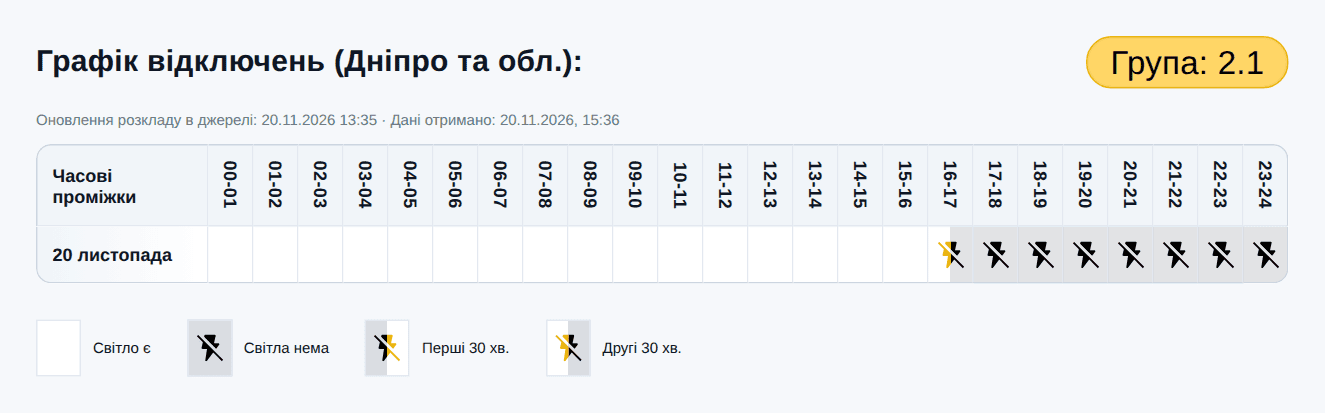 Графік відключень (Дніпро та обл.):
Група: 2.1
Оновлення розкладу в джерелі: 20.11.2026 13:35 · Дані отримано: 20.11.2026, 15:36
Часові
проміжки
00-01
01-02
02-03
03-04
04-05
05-06
06-07
07-08
08-09
09-10
10-11
11-12
12-13
13-14
14-15
15-16
16-17
17-18
18-19
19-20
20-21
21-22
22-23
23-24
20 листопада
Світло є
Світла нема
Перші 30 хв.
Другі 30 хв.